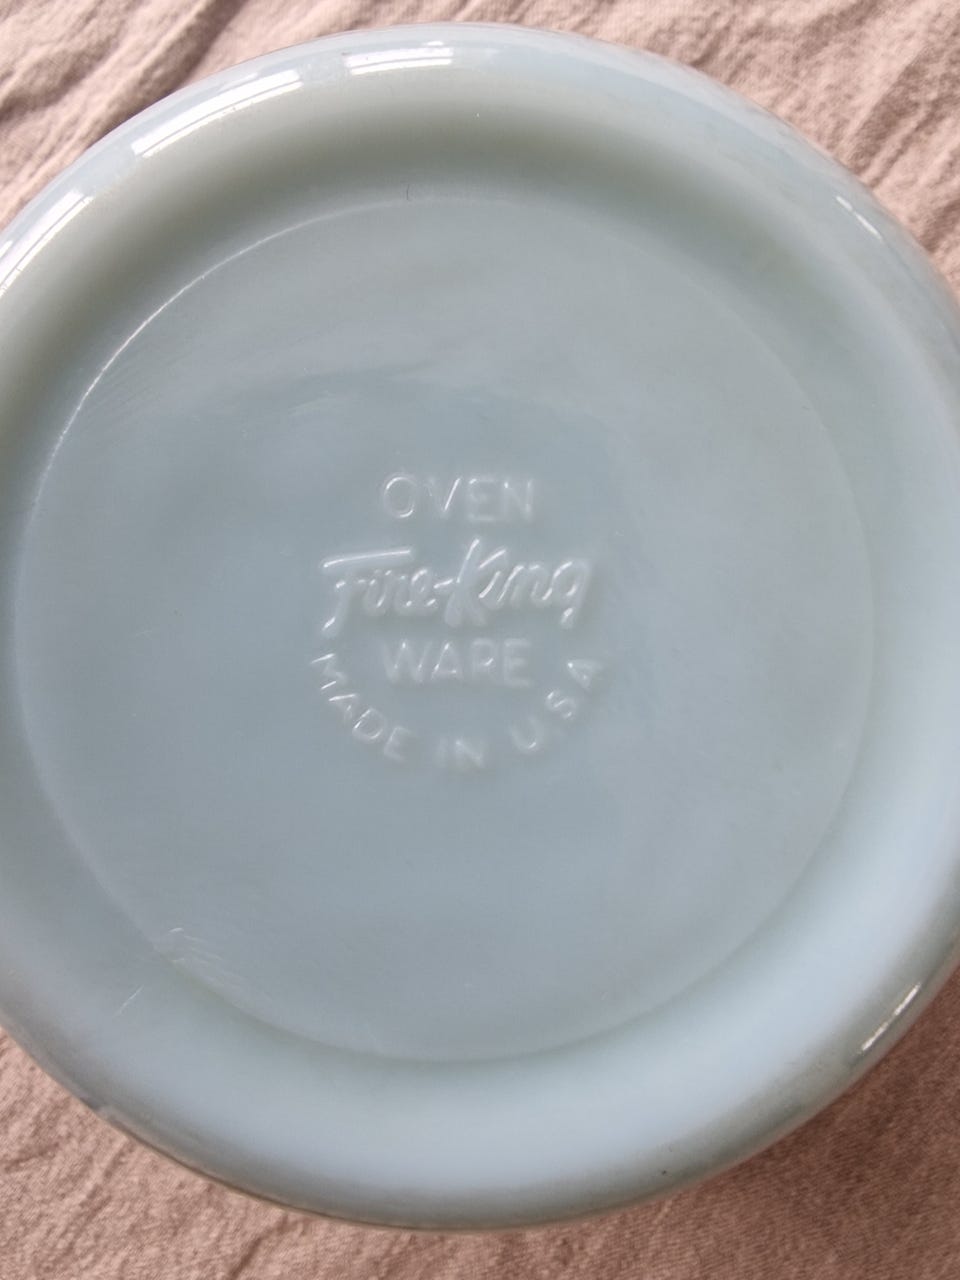 OVEN
Fire-King
WARE
MADE IN U.S.A